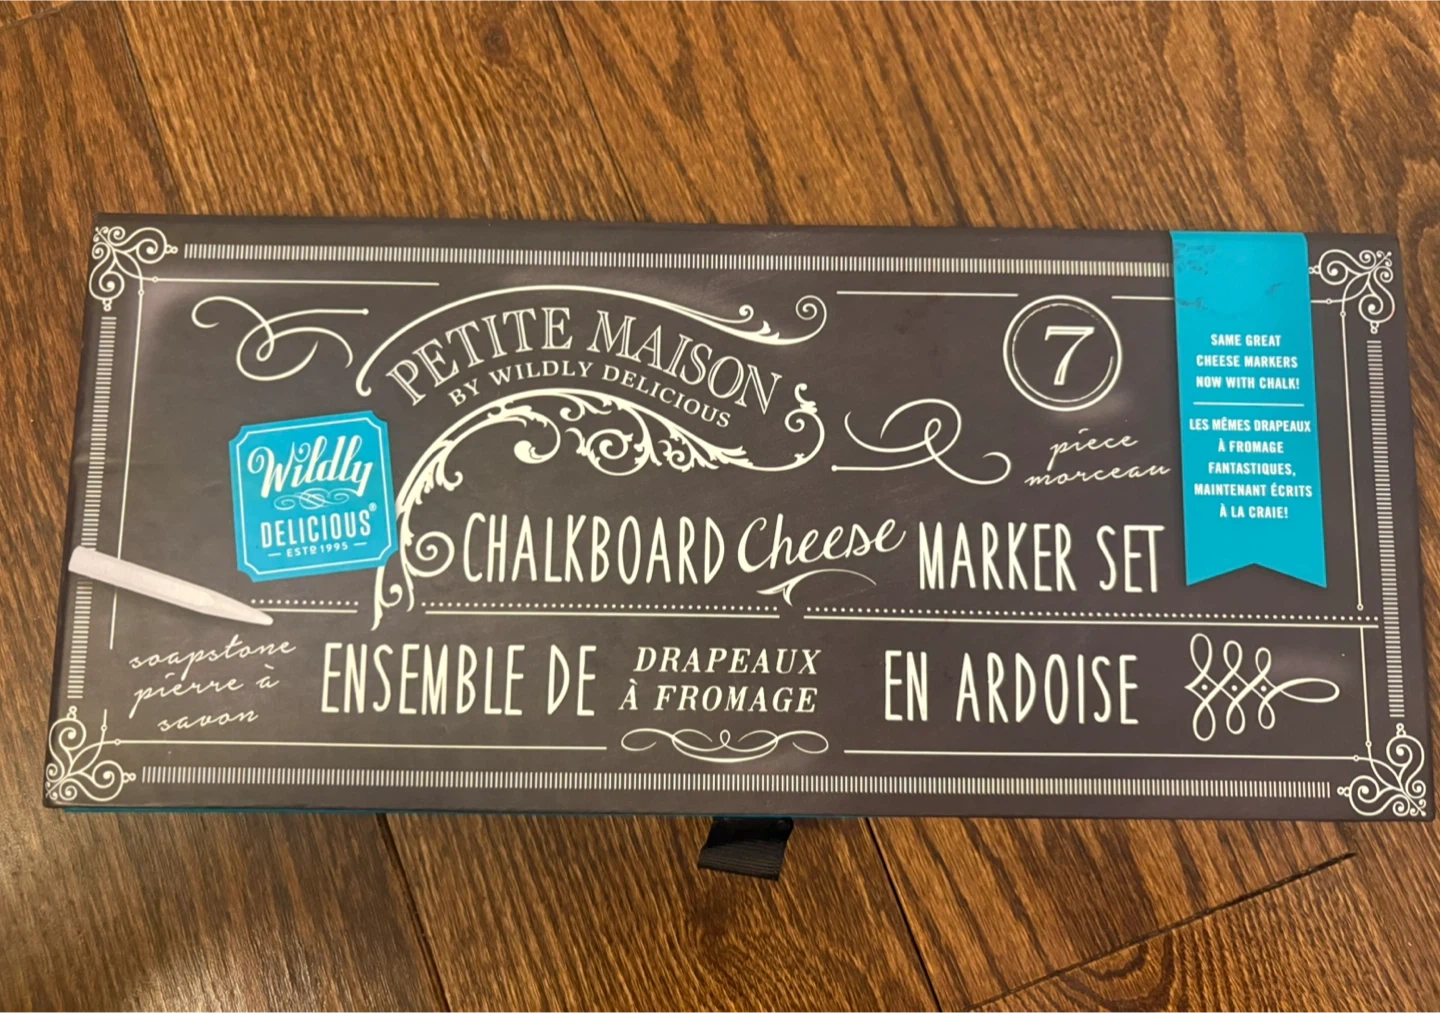 PETITE MAISON
BY WILDLY DELICIOUS
7
piece
morceau
SAME GREAT
CHEESE MARKERS
NOW WITH CHALK!
LES MÊMES DRAPEAUX
À FROMAGE
FANTASTIQUES,
MAINTENANT ÉCRITS
À LA CRAIE!
Wildly
DELICIOUS®
ESTD 1995
CHALKBOARD Cheese MARKER SET
soapstone
pierre à
savon
ENSEMBLE DE DRAPEAUX À FROMAGE EN ARDOISE